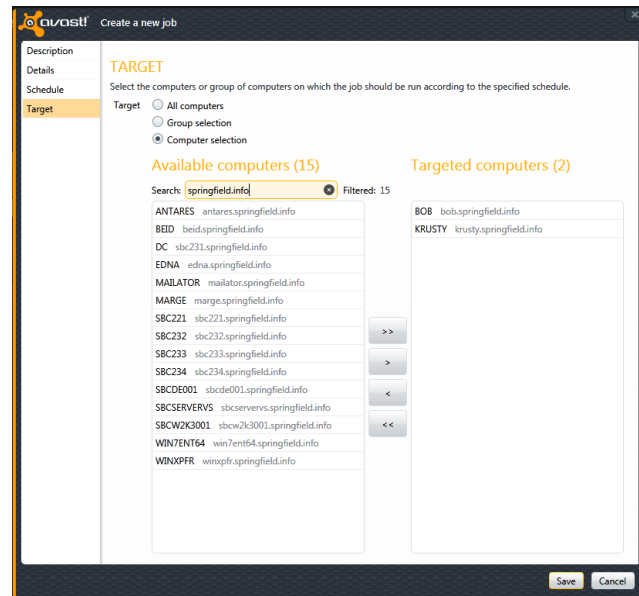 avast! Create a new job
Description
Details
Schedule
Target
TARGET
Select the computers or group of computers on which the job should be run according to the specified schedule.
Target All computers
Group selection
Computer selection
Available computers (15)
Search: springfield.info Filtered: 15
ANTARES antares.springfield.info
BEID beid.springfield.info
DC sbc231.springfield.info
EDNA edna.springfield.info
MAILATOR mailator.springfield.info
MARGE marge.springfield.info
SBC221 sbc221.springfield.info
SBC232 sbc232.springfield.info
SBC233 sbc233.springfield.info
SBC234 sbc234.springfield.info
SBCDE001 sbcde001.springfield.info
SBCSERVERVS sbcservervs.springfield.info
SBCW2K3001 sbcw2k3001.springfield.info
WIN7ENT64 win7ent64.springfield.info
WINXPFR winxpfr.springfield.info
>>
>
<
<<
Targeted computers (2)
BOB bob.springfield.info
KRUSTY krusty.springfield.info
Save Cancel